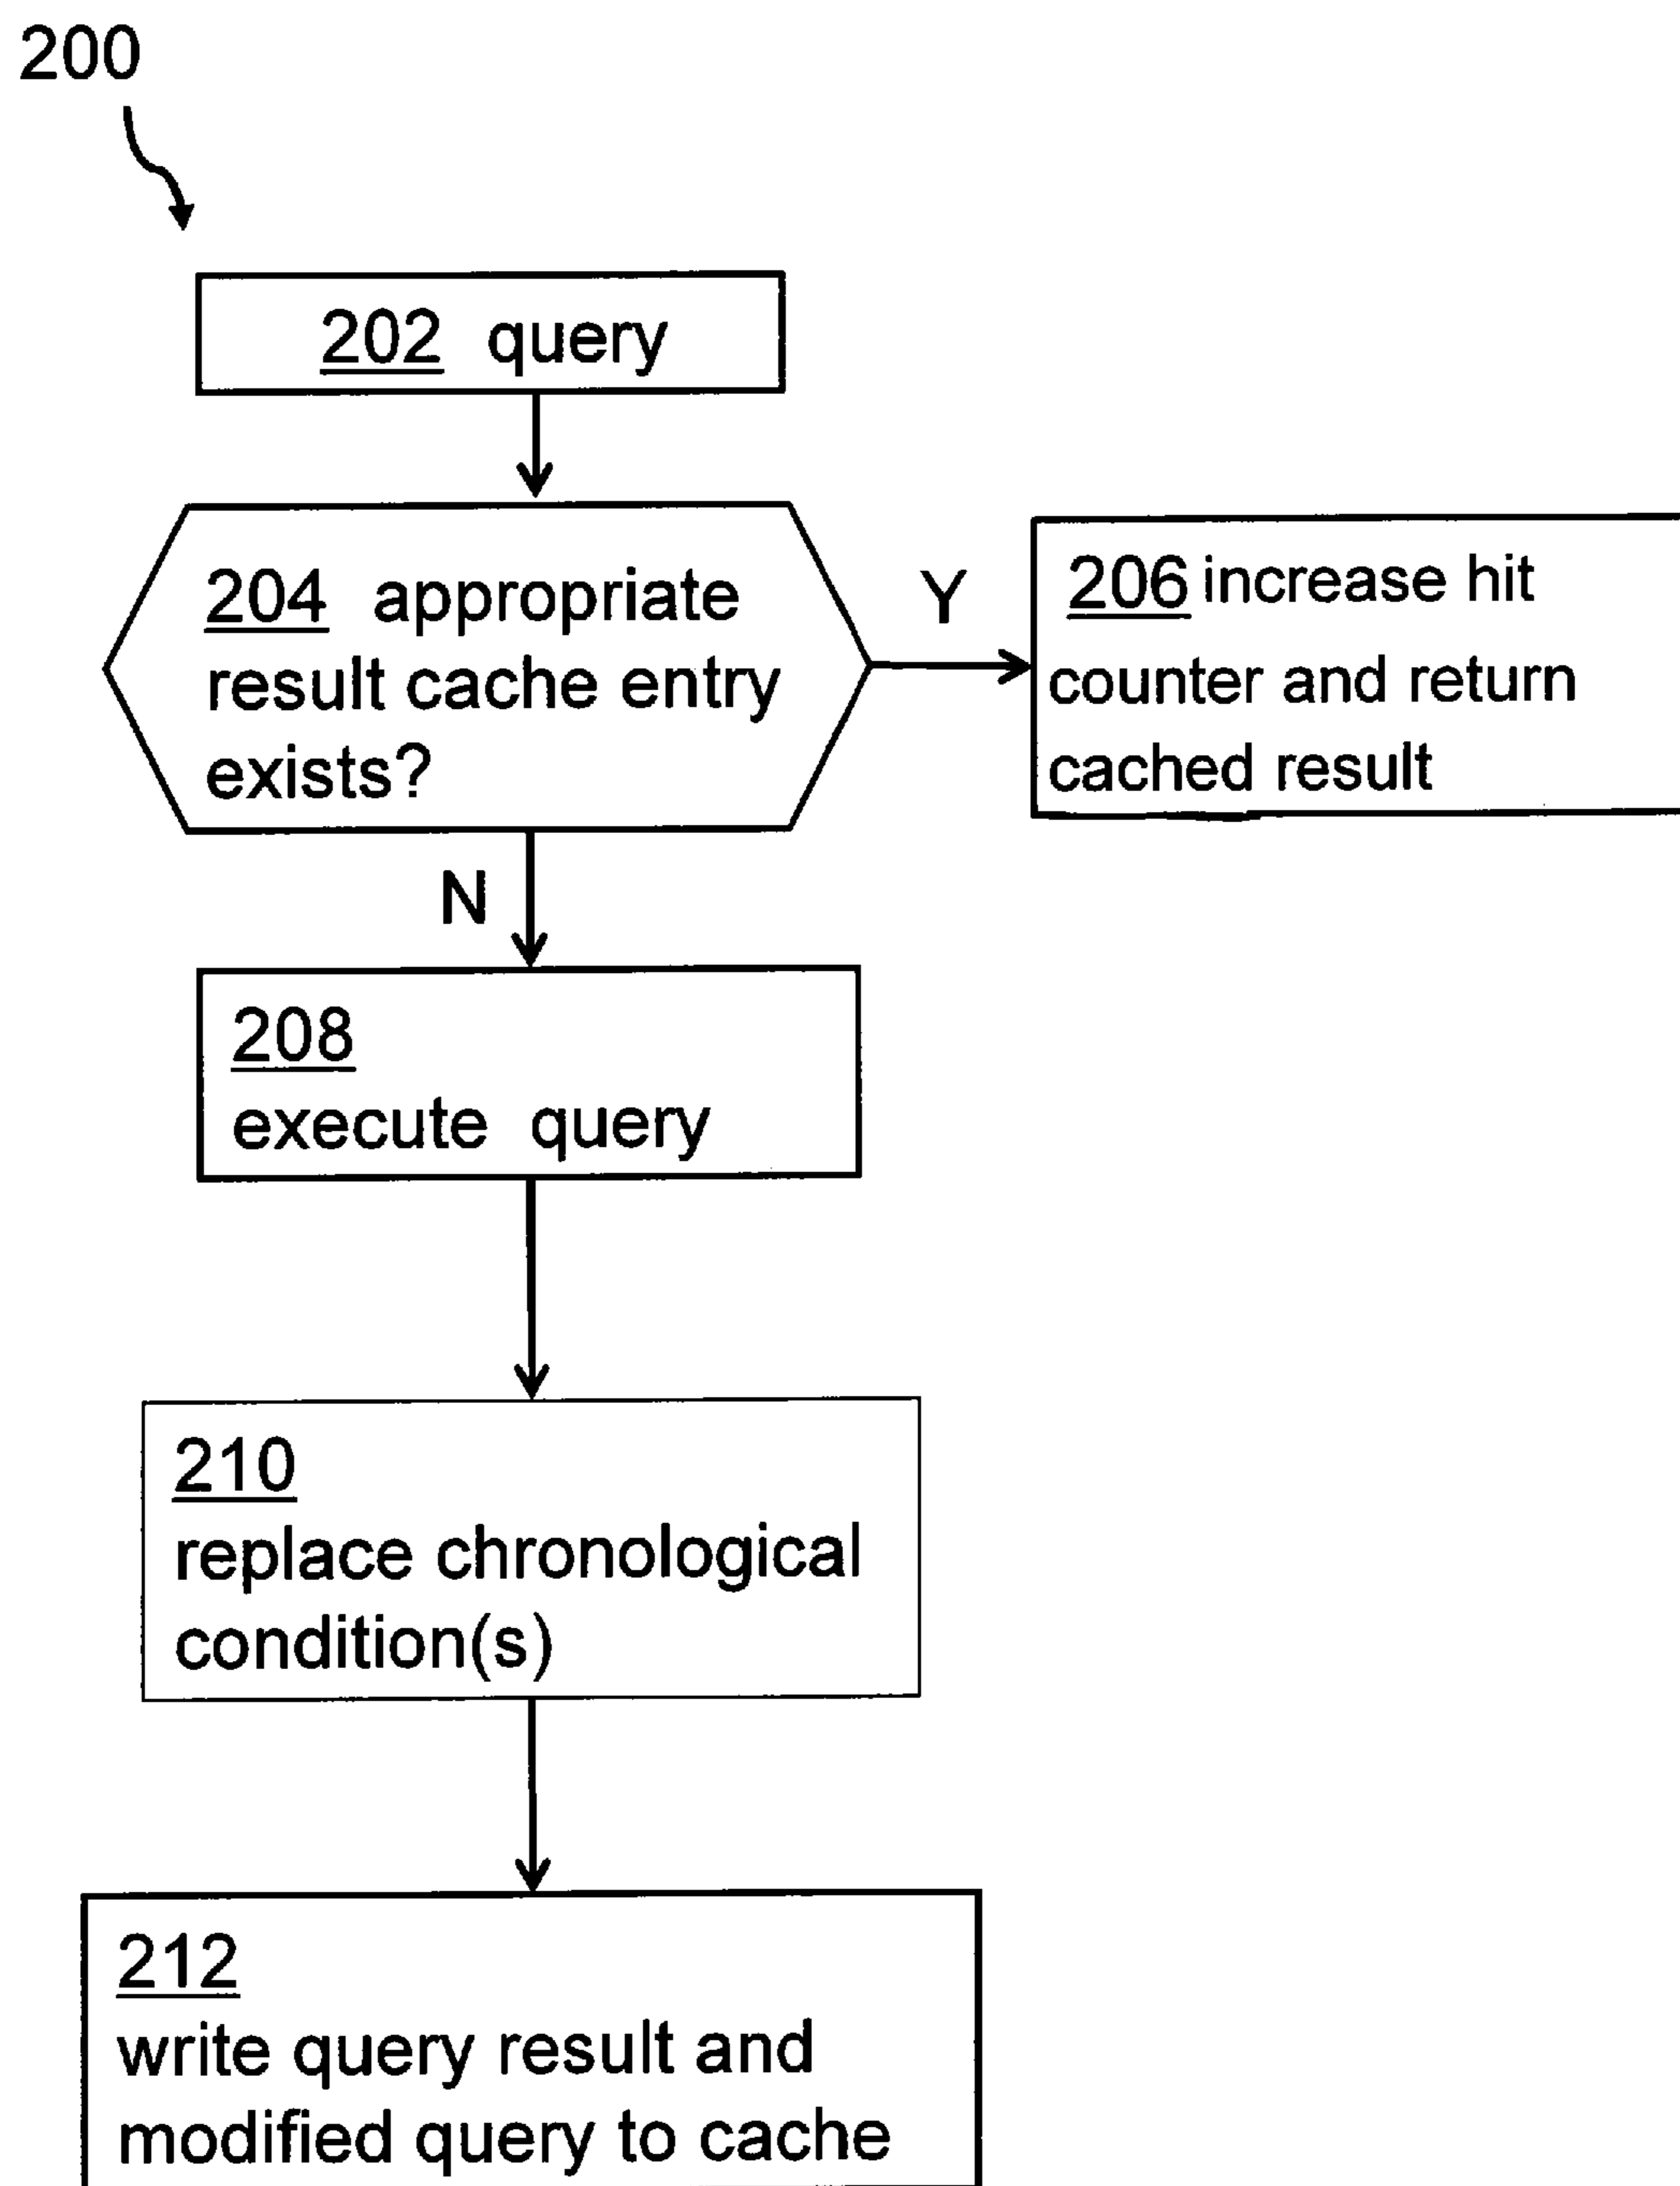 200
202 query
204 appropriate
result cache entry
exists?
Y
206 increase hit
counter and return
cached result
N
208
execute query
210
replace chronological
condition(s)
212
write query result and
modified query to cache